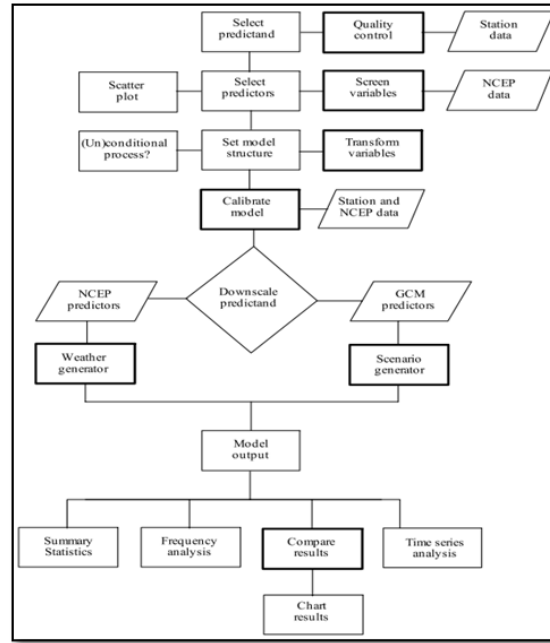 Select
predictand
Quality
control
Station
data
Scatter
plot
Select
predictors
Screen
variables
NCEP
data
(Un)conditional
process?
Set model
structure
Transform
variables
Calibrate
model
Station and
NCEP data
NCEP
predictors
Downscale
predictand
GCM
predictors
Weather
generator
Scenario
generator
Model
output
Summary
Statistics
Frequency
analysis
Compare
results
Time series
analysis
Chart
results